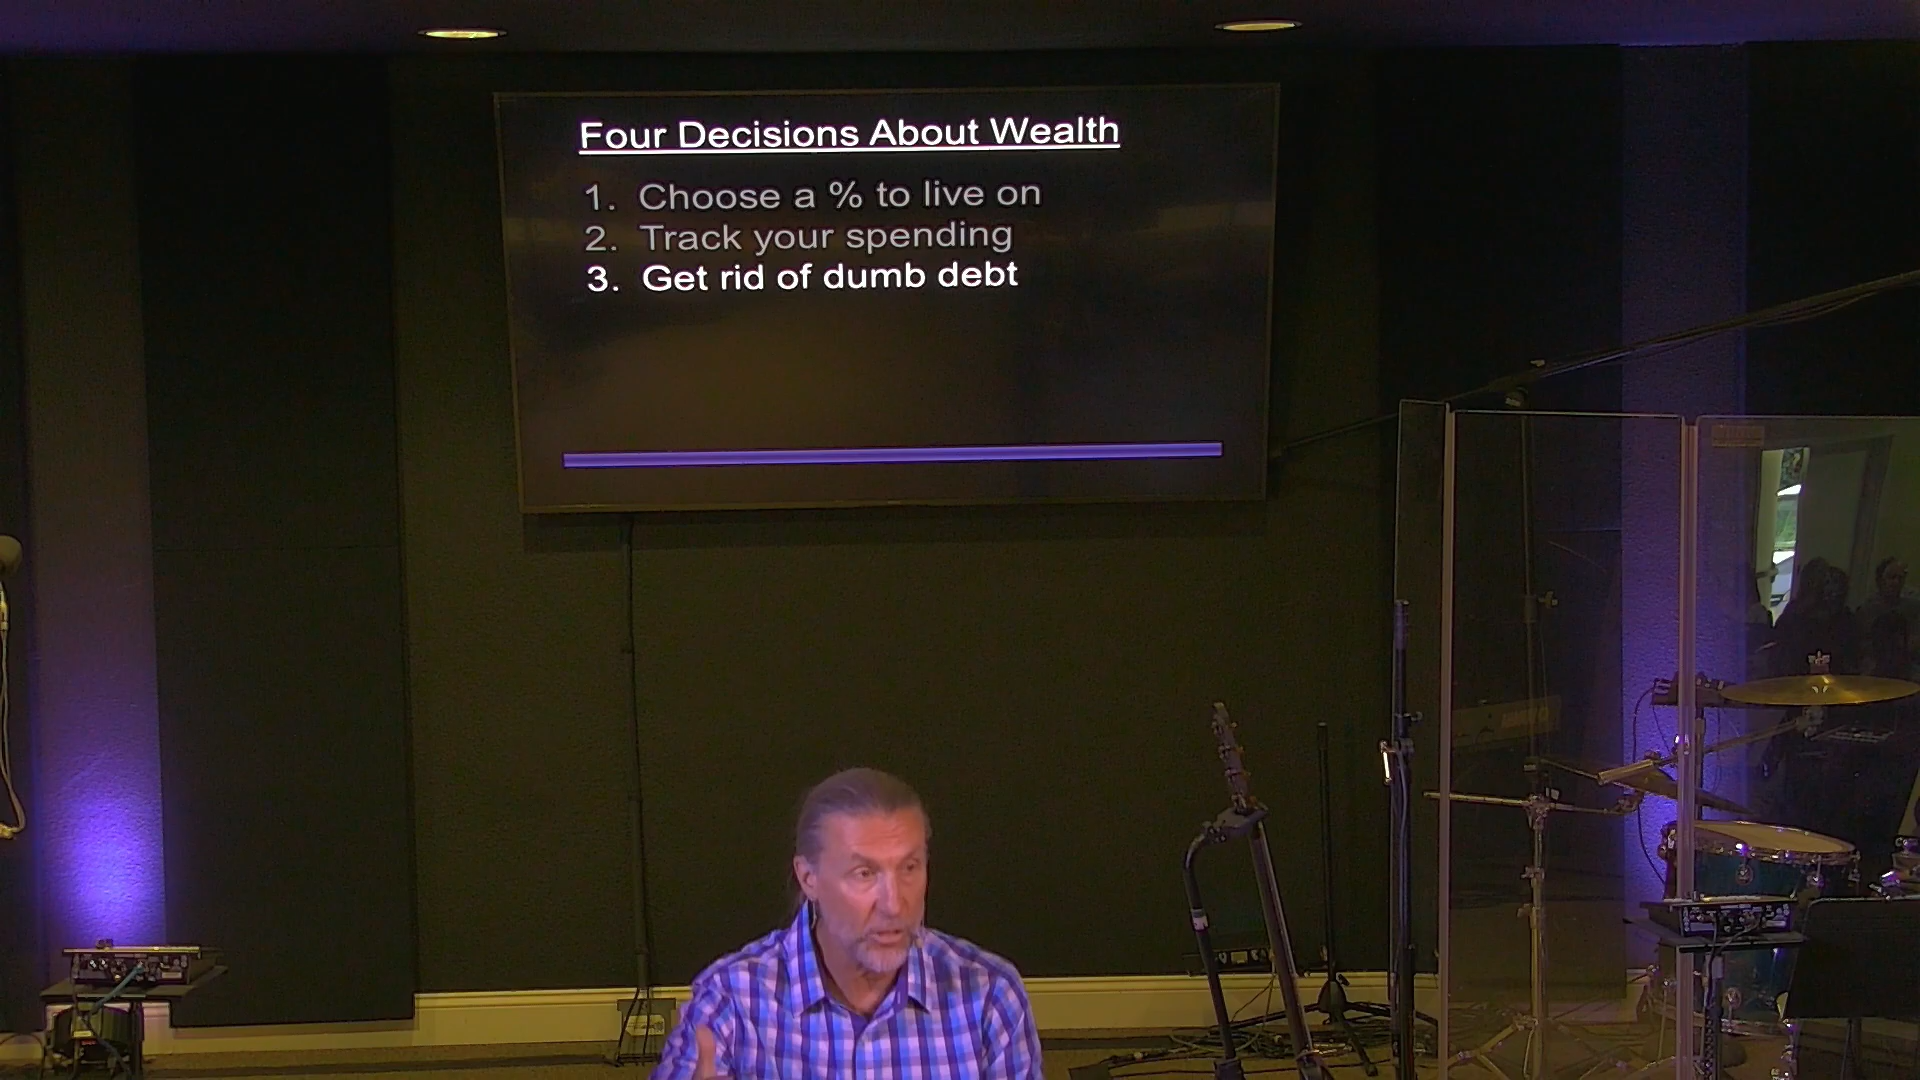 Four Decisions About Wealth
1. Choose a % to live on
2. Track your spending
3. Get rid of dumb debt